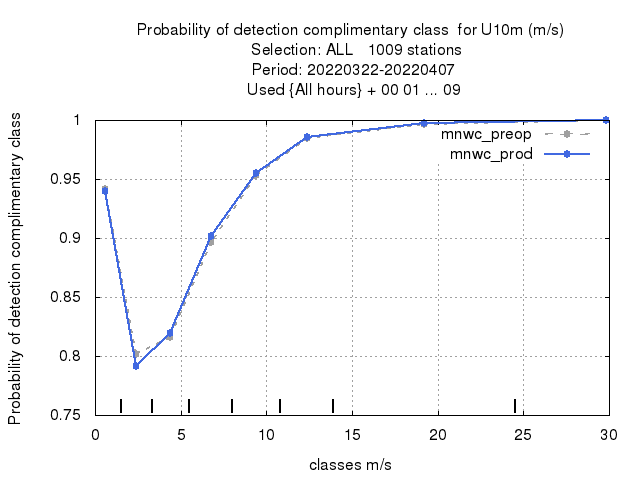 Probability of detection complimentary class  for U10m (m/s)
Selection: ALL   1009 stations
Period: 20220322-20220407
Used {All hours} + 00 01 ... 09
Probability of detection complimentary class
1
0.95
0.9
0.85
0.8
0.75
mnwc_preop
mnwc_prod
0 5 10 15 20 25 30
classes m/s